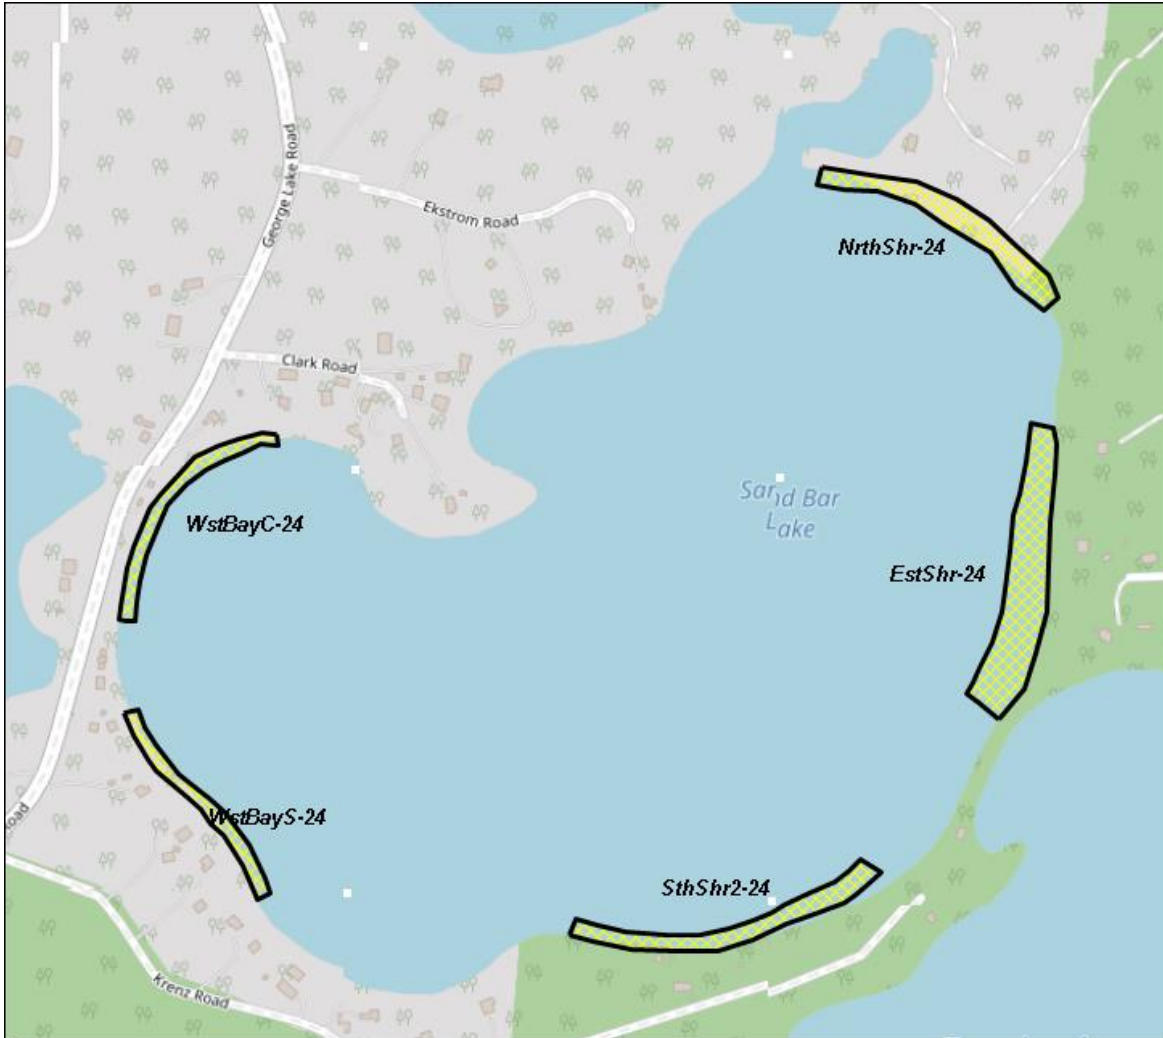 George Lake Road
Ekstrom Road
NrthShr-24
Clark Road
Sand Bar
Lake
WstBayC-24
EstShr-24
WstBayS-24
Road
SthShr2-24
Krenz Road